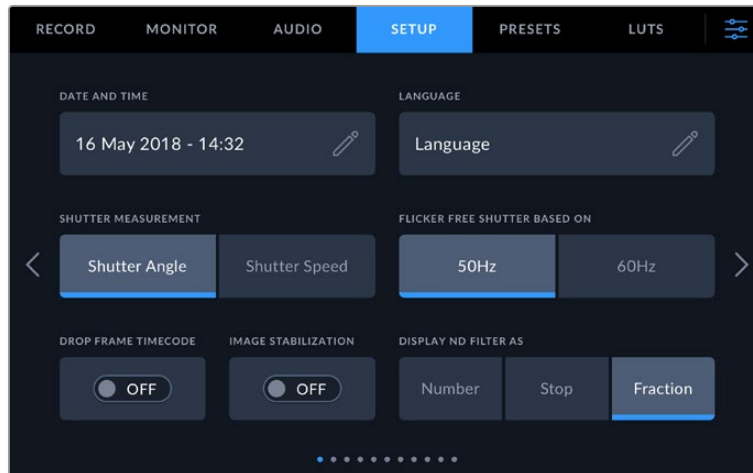 RECORD MONITOR AUDIO SETUP PRESETS LUTS
DATE AND TIME LANGUAGE
16 May 2018 - 14:32 Language
SHUTTER MEASUREMENT FLICKER FREE SHUTTER BASED ON
Shutter Angle Shutter Speed 50Hz 60Hz
DROP FRAME TIMECODE IMAGE STABILIZATION DISPLAY ND FILTER AS
OFF OFF Number Stop Fraction